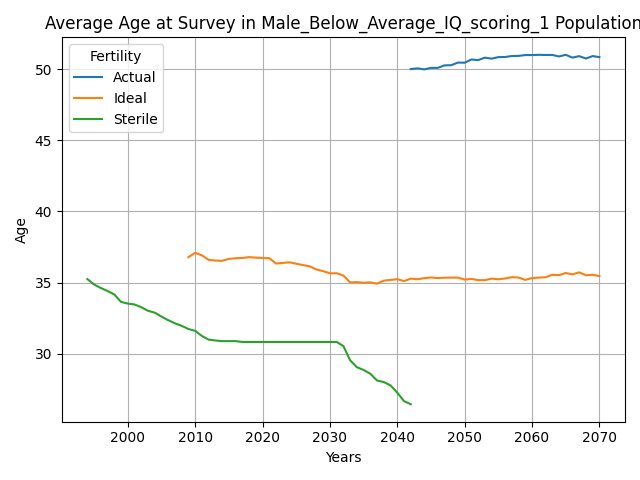 Average Age at Survey in Male_Below_Average_IQ_scoring_1 Population
Fertility
Actual
Ideal
Sterile
50
45
40
35
30
Age
2000 2010 2020 2030 2040 2050 2060 2070
Years